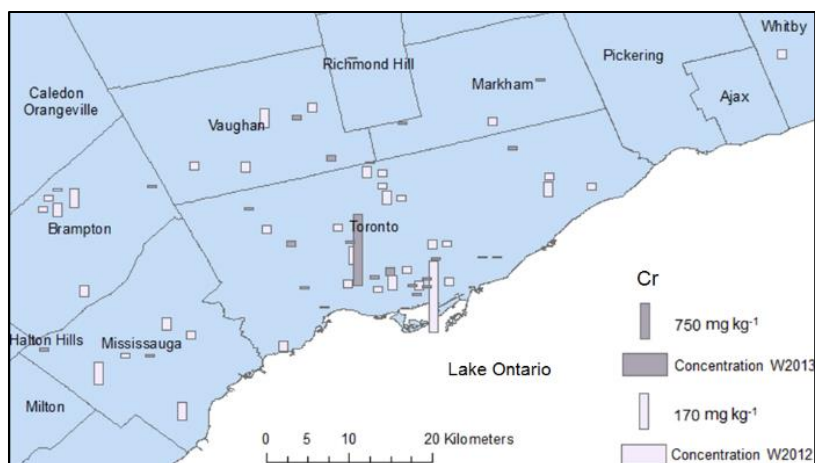 Whitby
Richmond Hill
Pickering
Markham
Caledon
Orangeville
Ajax
Vaughan
Brampton
Toronto
Cr
750 mg kg-1
Halton Hills
Mississauga
Lake Ontario
Concentration W2013
Milton
170 mg kg-1
0 5 10 20 Kilometers
Concentration W2012